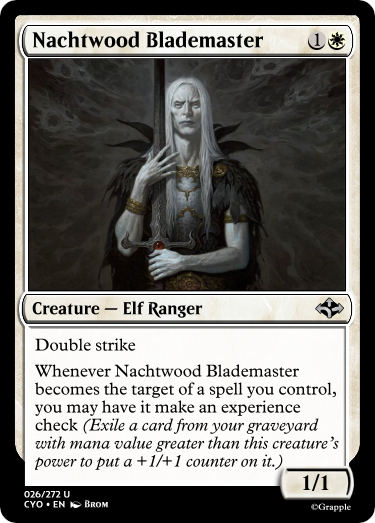 Nachtwood Blademaster 1
Creature — Elf Ranger
Double strike
Whenever Nachtwood Blademaster
becomes the target of a spell you control,
you may have it make an experience
check (Exile a card from your graveyard
with mana value greater than this creature's
power to put a +1/+1 counter on it.)
1/1
026/272 U
CYO • EN BROM
©Grapple